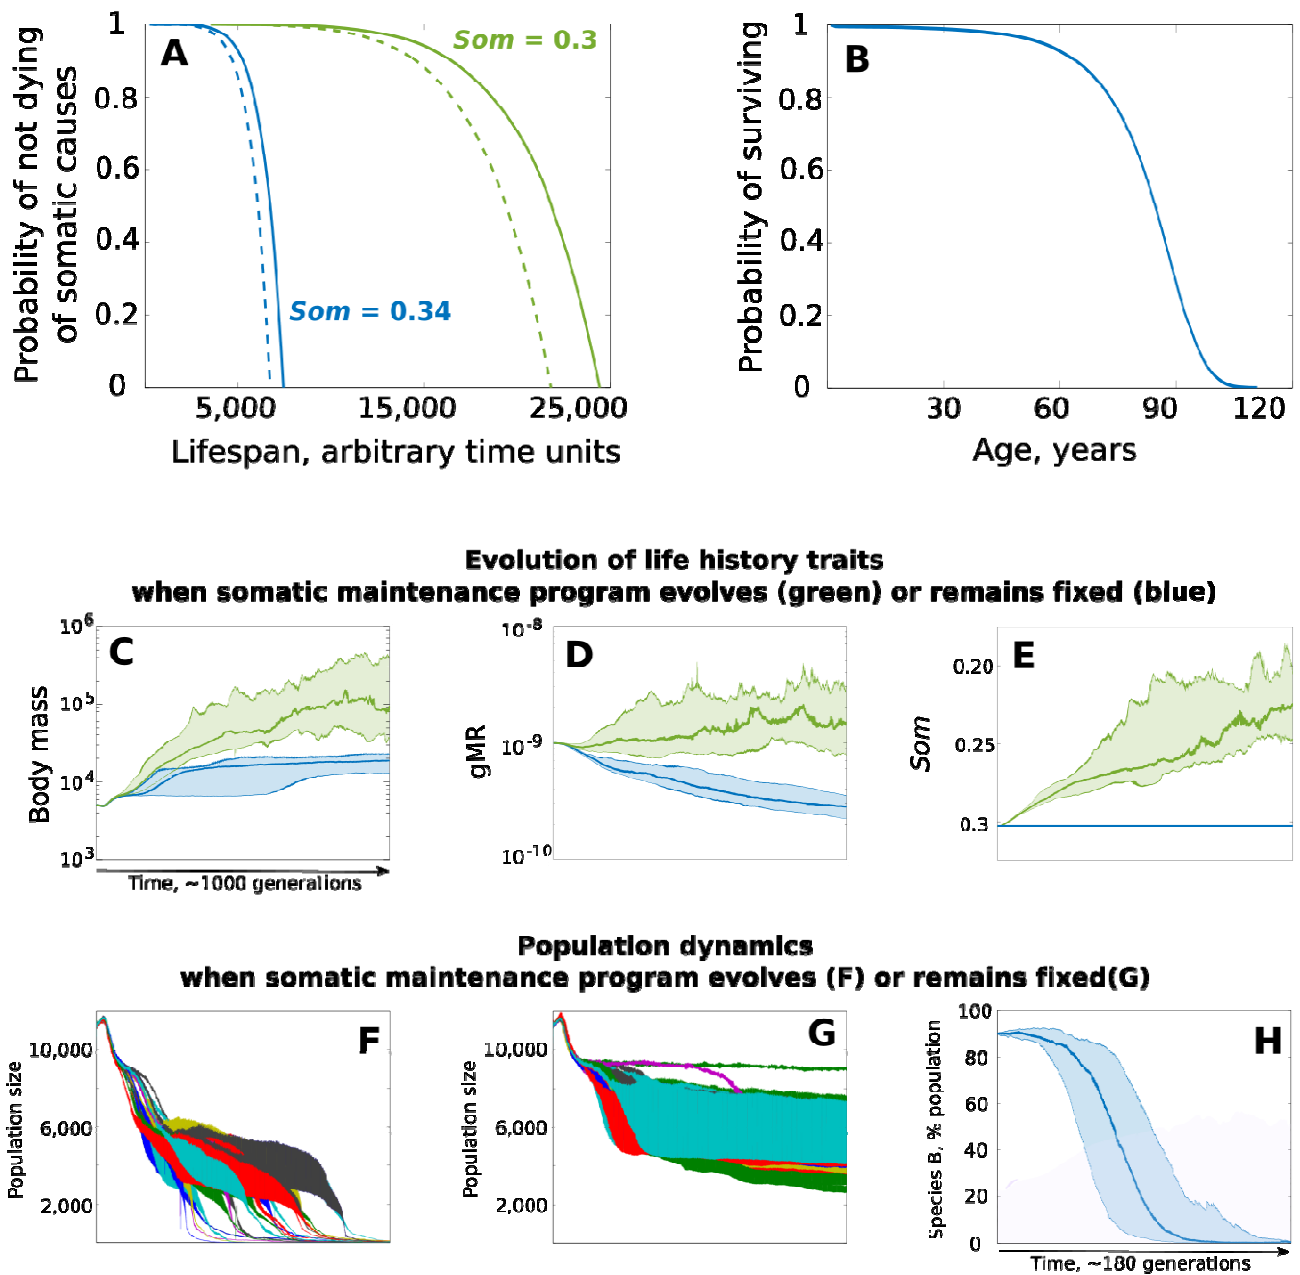 A
Som = 0.3
Som = 0.34
Probability of not dying
of somatic causes
1
0.8
0.6
0.4
0.2
0
5,000
15,000
25,000
Lifespan, arbitrary time units
B
Probability of surviving
1
0.8
0.6
0.4
0.2
0
30
60
90
120
Age, years
Evolution of life history traits
when somatic maintenance program evolves (green) or remains fixed (blue)
C
Body mass
10^6
10^5
10^4
10^3
Time, ~1000 generations
D
gMR
10^-8
10^-9
10^-10
E
Som
0.20
0.25
0.3
Population dynamics
when somatic maintenance program evolves (F) or remains fixed(G)
F
Population size
10,000
6,000
2,000
G
Population size
10,000
6,000
2,000
H
Species B, % population
100
80
60
40
20
0
Time, ~180 generations